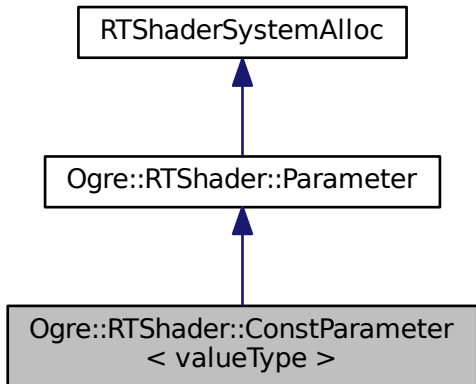 RTShaderSystemAlloc
Ogre::RTShader::Parameter
Ogre::RTShader::ConstParameter
< valueType >